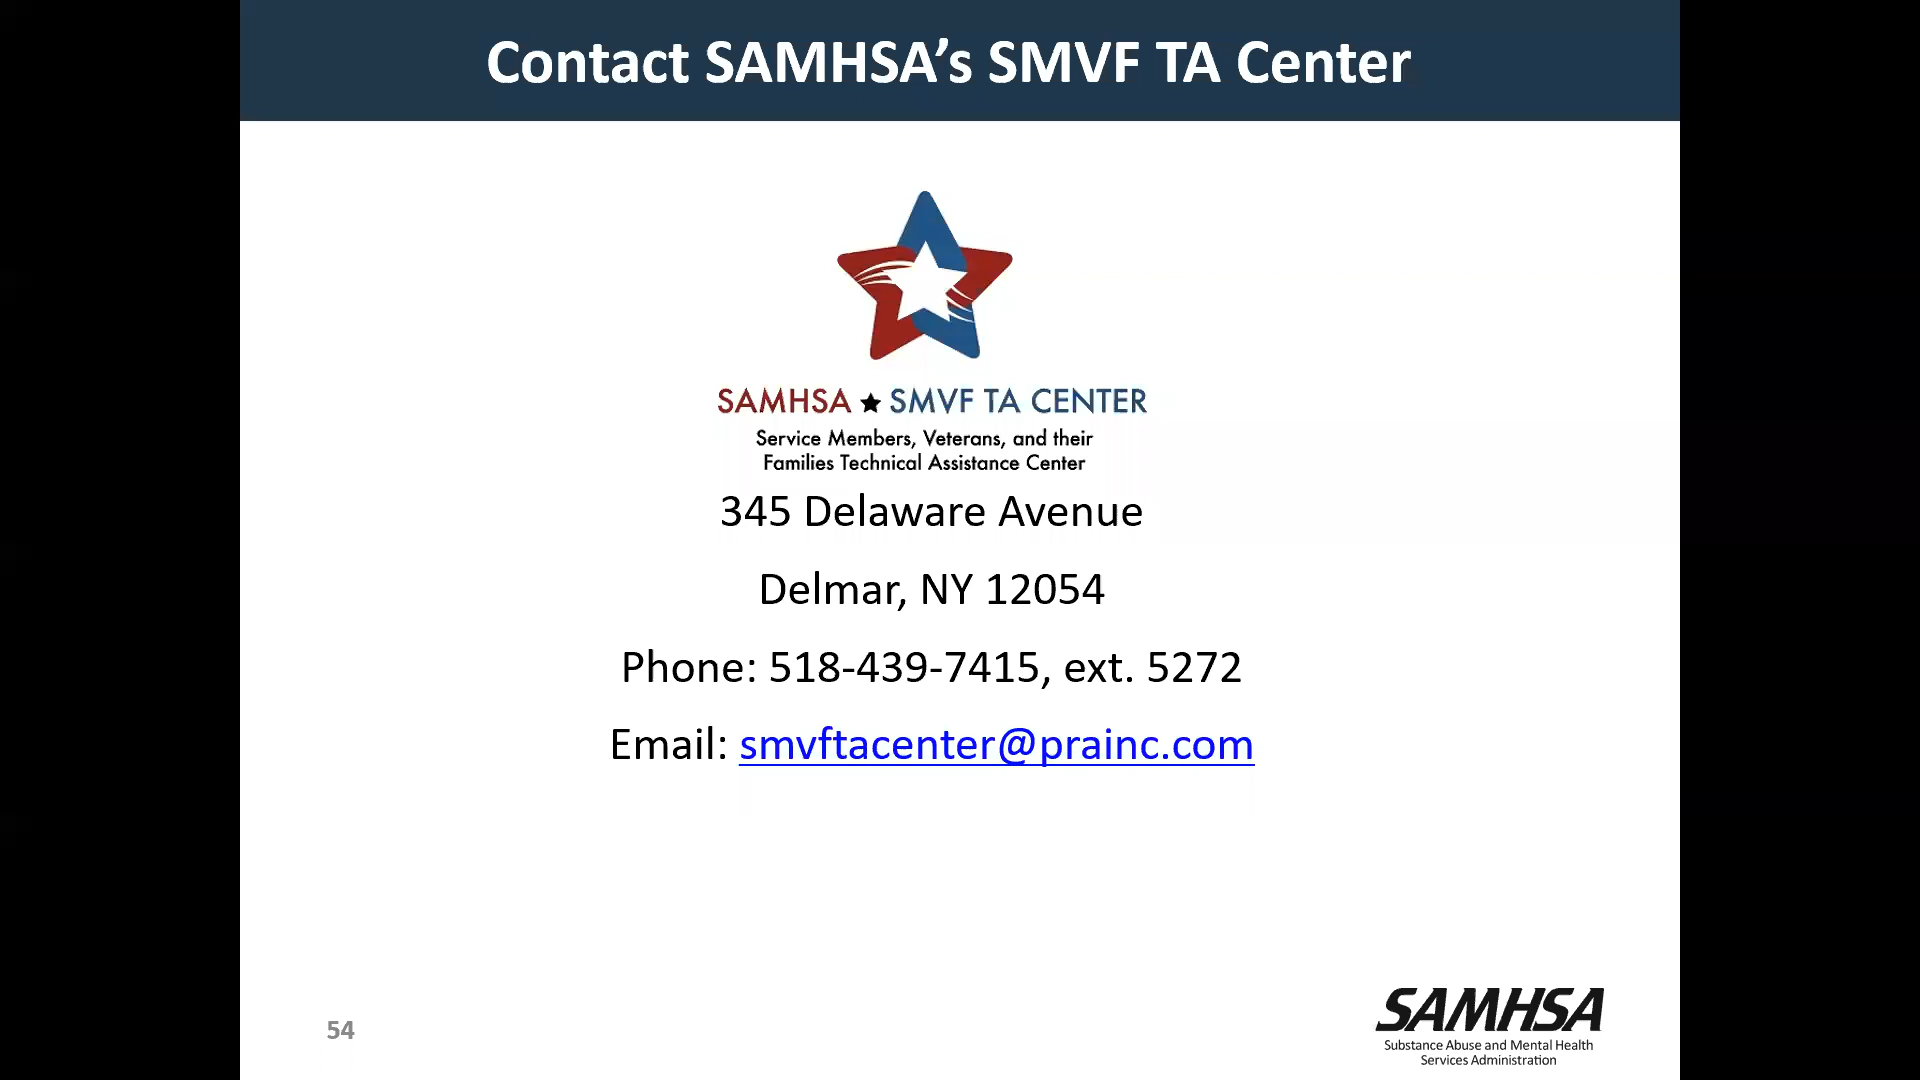 Contact SAMHSA’s SMVF TA Center
SAMHSA ★ SMVF TA CENTER
Service Members, Veterans, and their
Families Technical Assistance Center
345 Delaware Avenue
Delmar, NY 12054
Phone: 518-439-7415, ext. 5272
Email: smvftacenter@prainc.com
54
SAMHSA
Substance Abuse and Mental Health
Services Administration